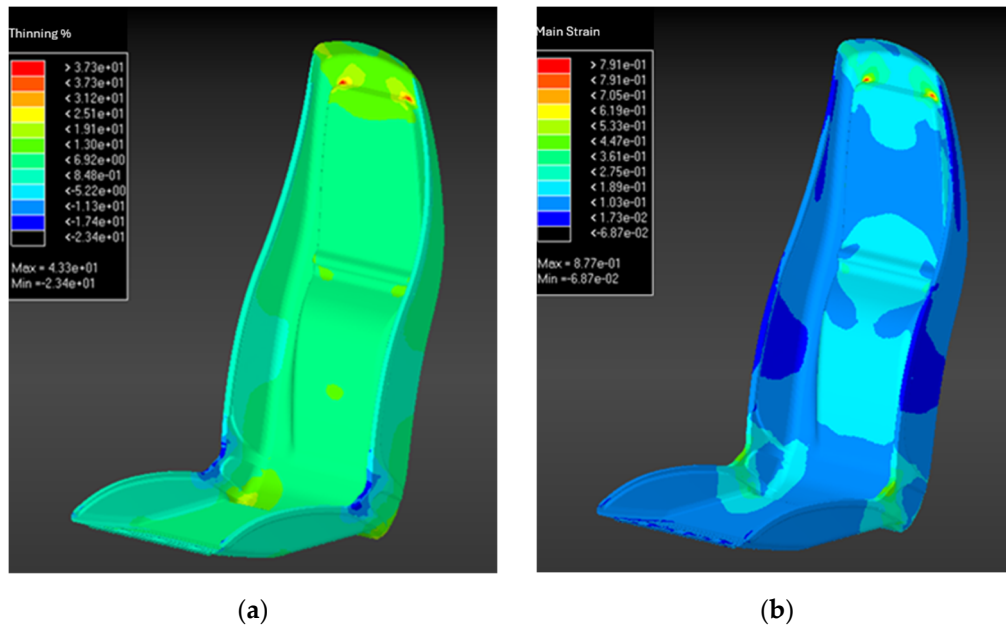 Thinning %
> 3.73e+01
< 3.73e+01
< 3.12e+01
< 2.51e+01
< 1.91e+01
< 1.30e+01
< 6.92e+00
< 8.48e-01
<-5.22e+00
<-1.13e+01
<-1.74e+01
<-2.34e+01
Max = 4.33e+01
Min =-2.34e+01
Main Strain
> 7.91e-01
< 7.91e-01
< 7.05e-01
< 6.19e-01
< 5.33e-01
< 4.47e-01
< 3.61e-01
< 2.75e-01
< 1.89e-01
< 1.03e-01
< 1.73e-02
<-6.87e-02
Max = 8.77e-01
Min =-6.87e-02
(a)
(b)